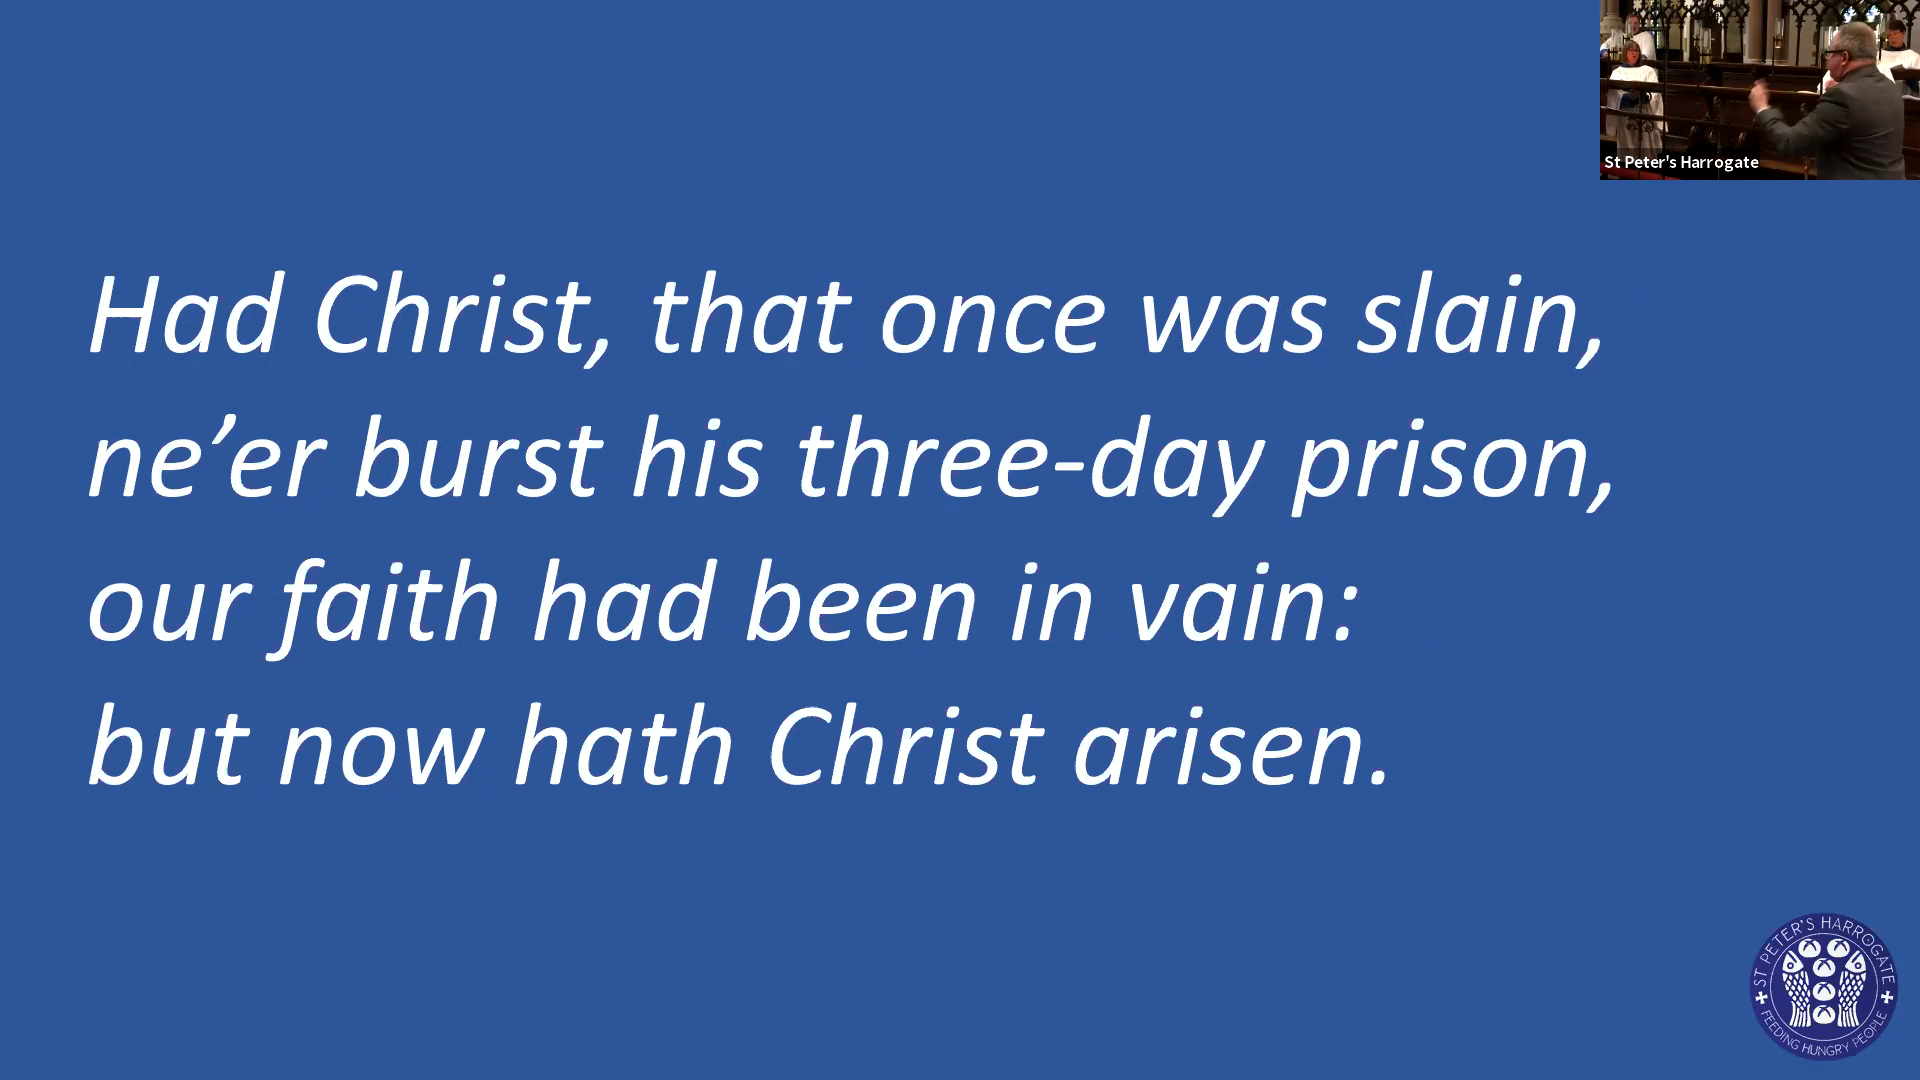 St Peter's Harrogate
Had Christ, that once was slain,
ne’er burst his three-day prison,
our faith had been in vain:
but now hath Christ arisen.
ST PETER'S HARROGATE
FEEDING HUNGRY PEOPLE